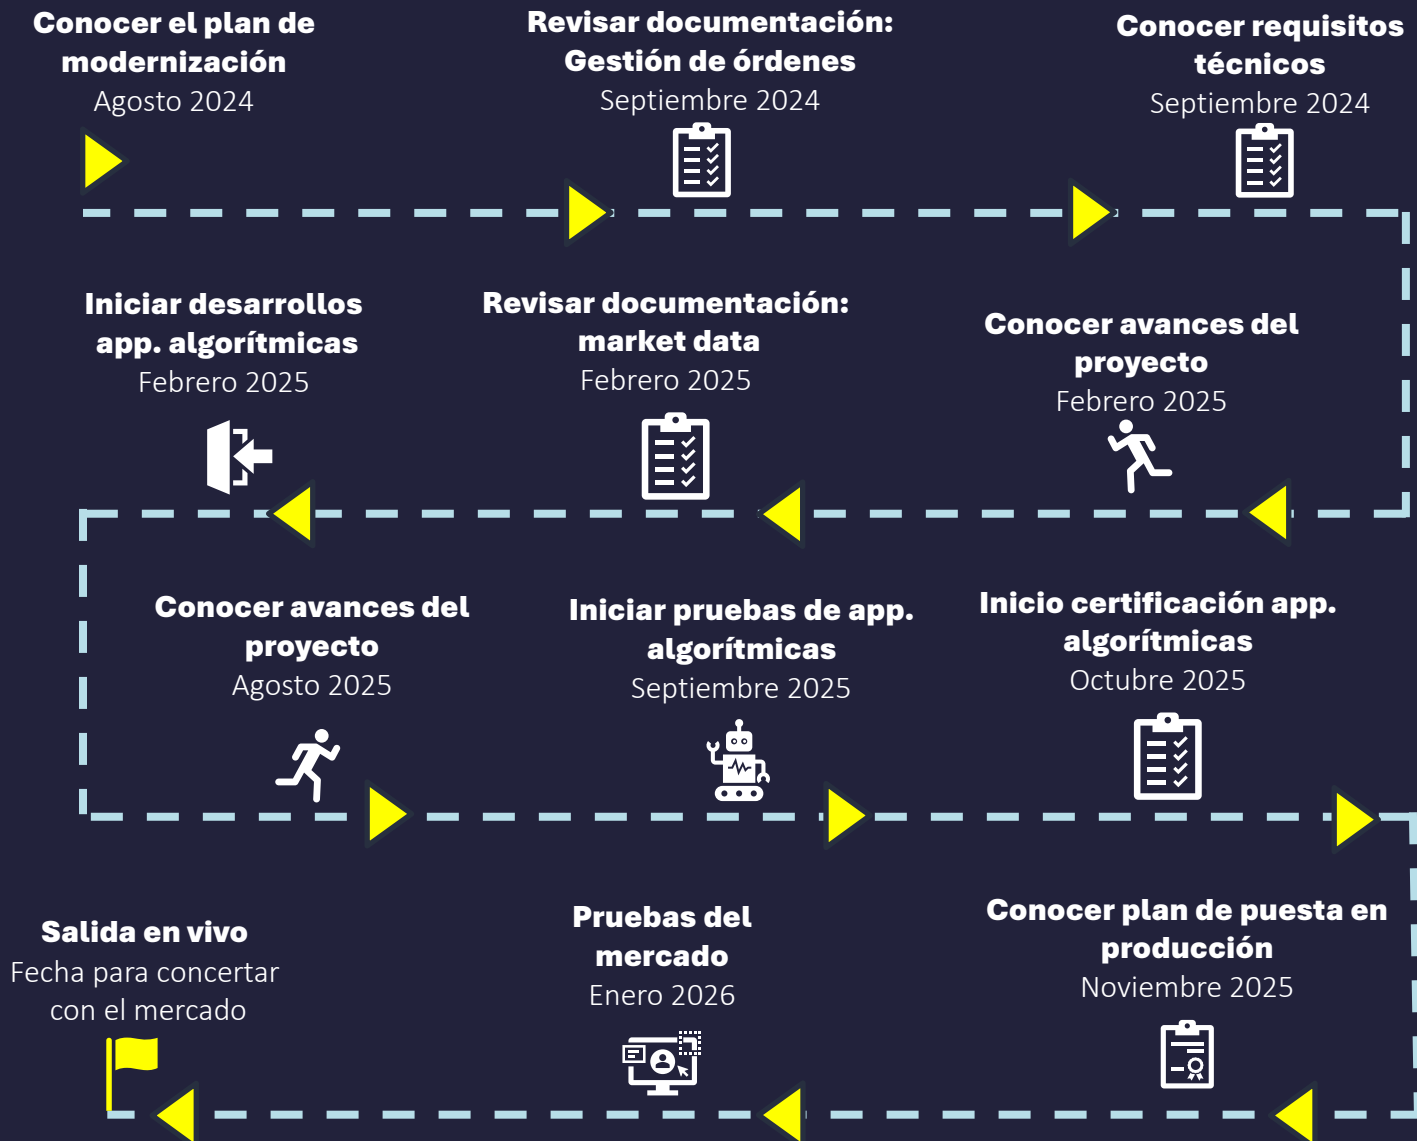 Conocer el plan de
modernización
Agosto 2024
Revisar documentación:
Gestión de órdenes
Septiembre 2024
Conocer requisitos
técnicos
Septiembre 2024
Conocer avances del
proyecto
Febrero 2025
Revisar documentación:
market data
Febrero 2025
Iniciar desarrollos
app. algorítmicas
Febrero 2025
Conocer avances del
proyecto
Agosto 2025
Iniciar pruebas de app.
algorítmicas
Septiembre 2025
Inicio certificación app.
algorítmicas
Octubre 2025
Conocer plan de puesta en
producción
Noviembre 2025
Pruebas del
mercado
Enero 2026
Salida en vivo
Fecha para concertar
con el mercado